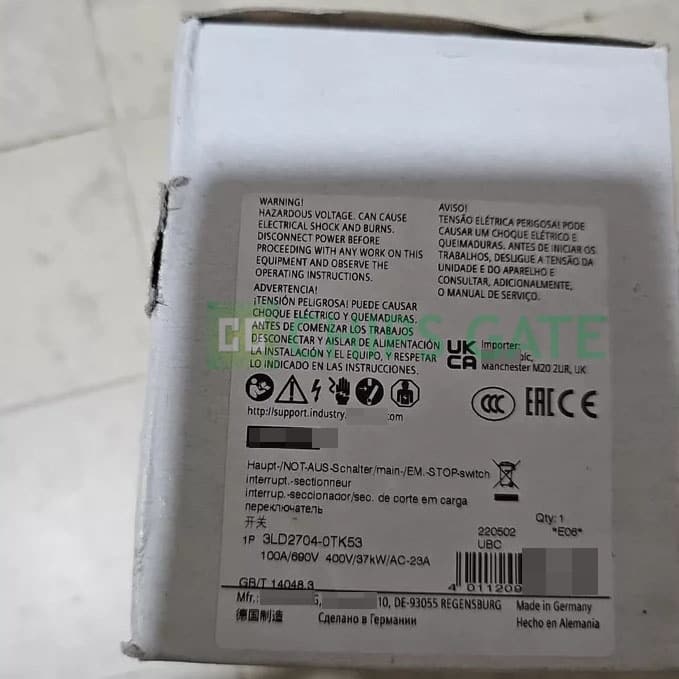 WARNING!
HAZARDOUS VOLTAGE. CAN CAUSE
ELECTRICAL SHOCK AND BURNS.
DISCONNECT POWER BEFORE
PROCEEDING WITH ANY WORK ON THIS
EQUIPMENT AND OBSERVE THE
OPERATING INSTRUCTIONS.
ADVERTENCIA!
¡TENSIÓN PELIGROSA! PUEDE CAUSAR
CHOQUE ELÉCTRICO Y QUEMADURAS.
ANTES DE COMENZAR LOS TRABAJOS
DESCONECTAR Y AISLAR DE ALIMENTACIÓN
LA INSTALACIÓN Y EL EQUIPO, Y RESPETAR
LO INDICADO EN LAS INSTRUCCIONES.
AVISO!
TENSÃO ELÉTRICA PERIGOSA! PODE
CAUSAR UM CHOQUE ELÉTRICO E
QUEIMADURAS. ANTES DE INICIAR OS
TRABALHOS, DESLIGUE A TENSÃO DA
UNIDADE E DO APARELHO E
CONSULTAR, ADICIONALMENTE,
O MANUAL DE SERVIÇO.
GATE
UK
CA
Importer:
plc,
Manchester M20 2UR, UK
CCC
EAC CE
http://support.industry. .com
Haupt-/NOT-AUS-Schalter/main-/EM.-STOP-switch
interrupt.-sectionneur
interrup.-seccionador/sec. de corte em carga
переключатель
开关
1P 3LD2704-0TK53
100A/690V 400V/37kW/AC-23A
Qty: 1
220502 *E06*
UBC
4 011209
GB/T 14048.3
Mfr.: 10, DE-93055 REGENSBURG Made in Germany
德国制造 Сделано в Германии Hecho en Alemania